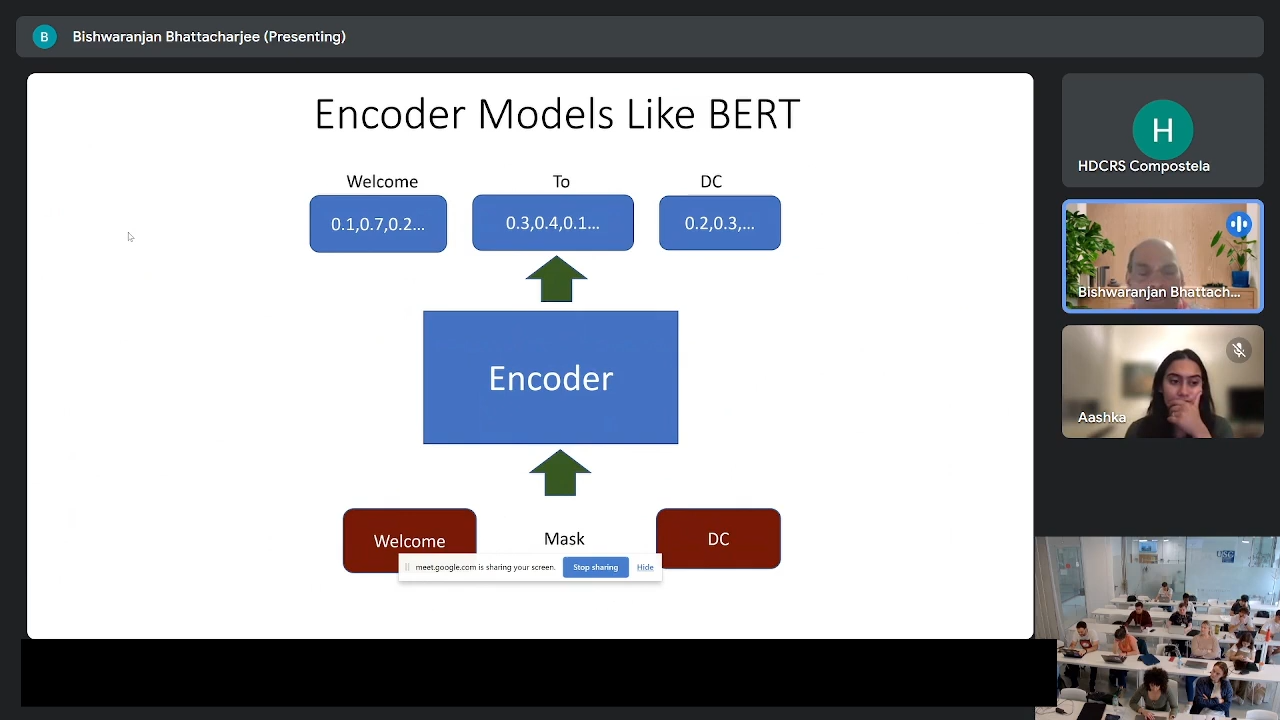 B
Bishwaranjan Bhattacharjee (Presenting)
Encoder Models Like BERT
Welcome
To
DC
0.1,0.7,0.2...
0.3,0.4,0.1...
0.2,0.3,...
Encoder
Welcome
Mask
DC
meet.google.com is sharing your screen.
Stop sharing
Hide
H
HDCRS Compostela
Bishwaranjan Bhattach...
Aashka